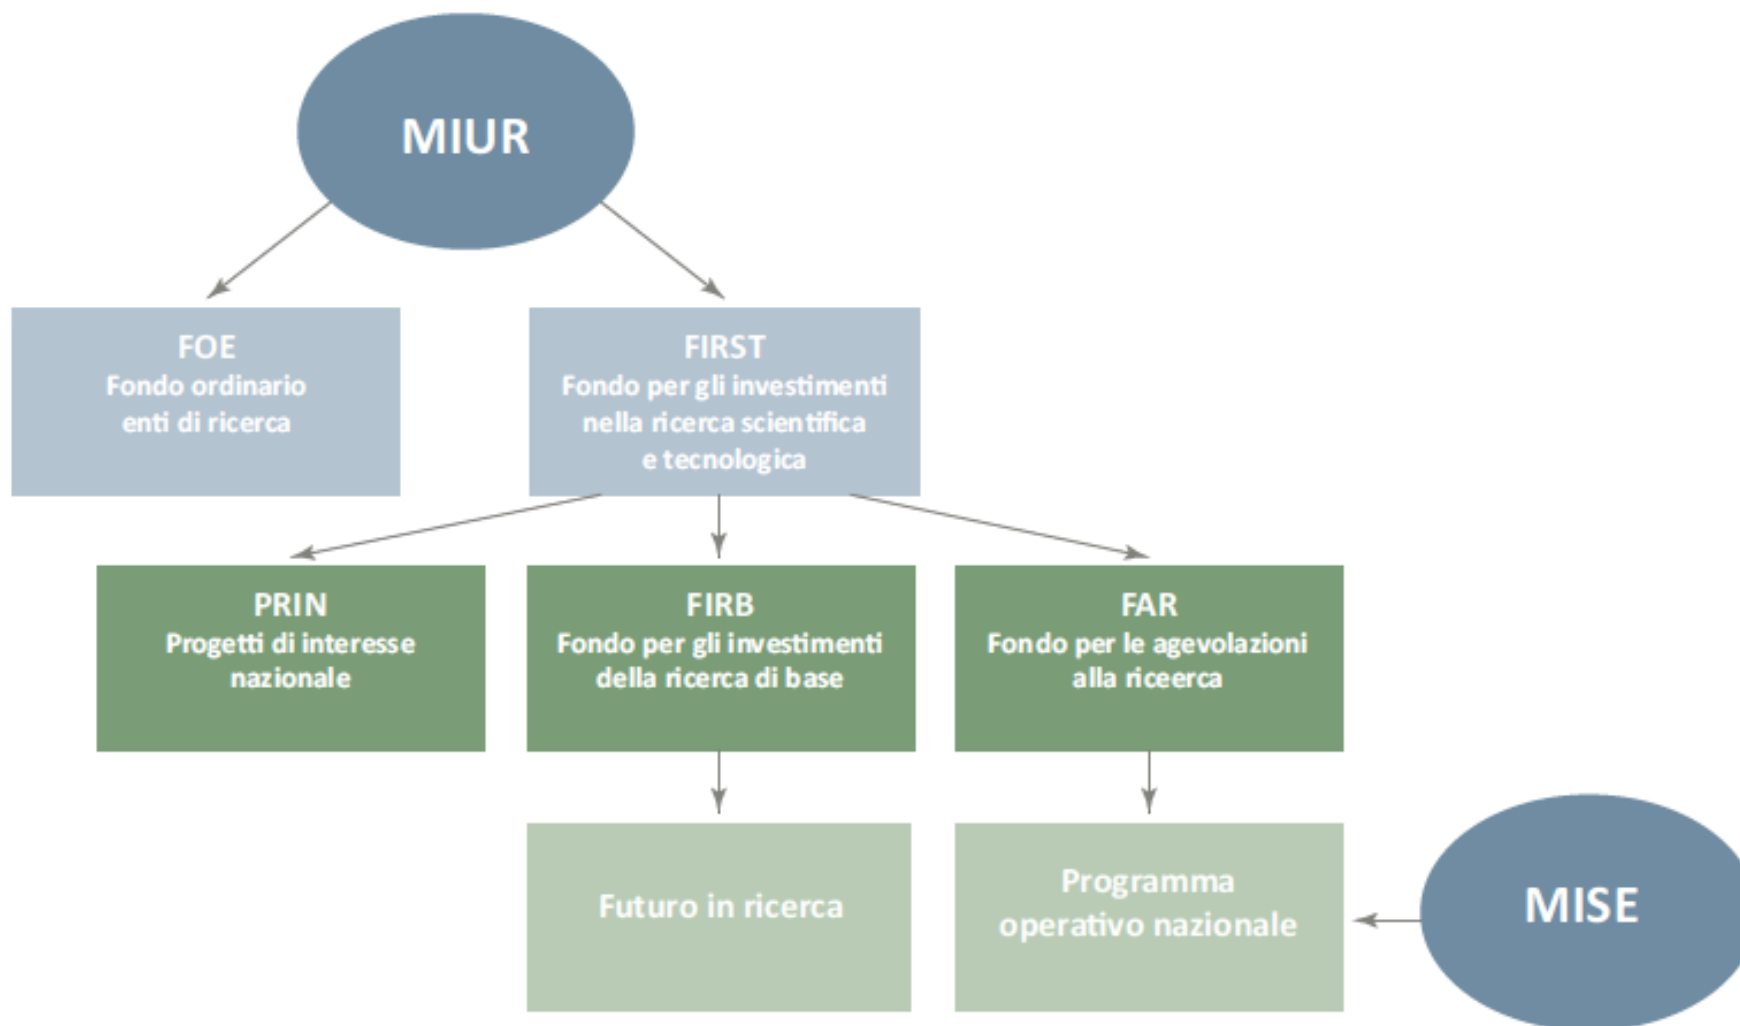 MIUR
FOE
Fondo ordinario
enti di ricerca
FIRST
Fondo per gli investimenti
nella ricerca scientifica
e tecnologica
PRIN
Progetti di interesse
nazionale
FIRB
Fondo per gli investimenti
della ricerca di base
FAR
Fondo per le agevolazioni
alla riceerca
Futuro in ricerca
Programma
operativo nazionale
MISE